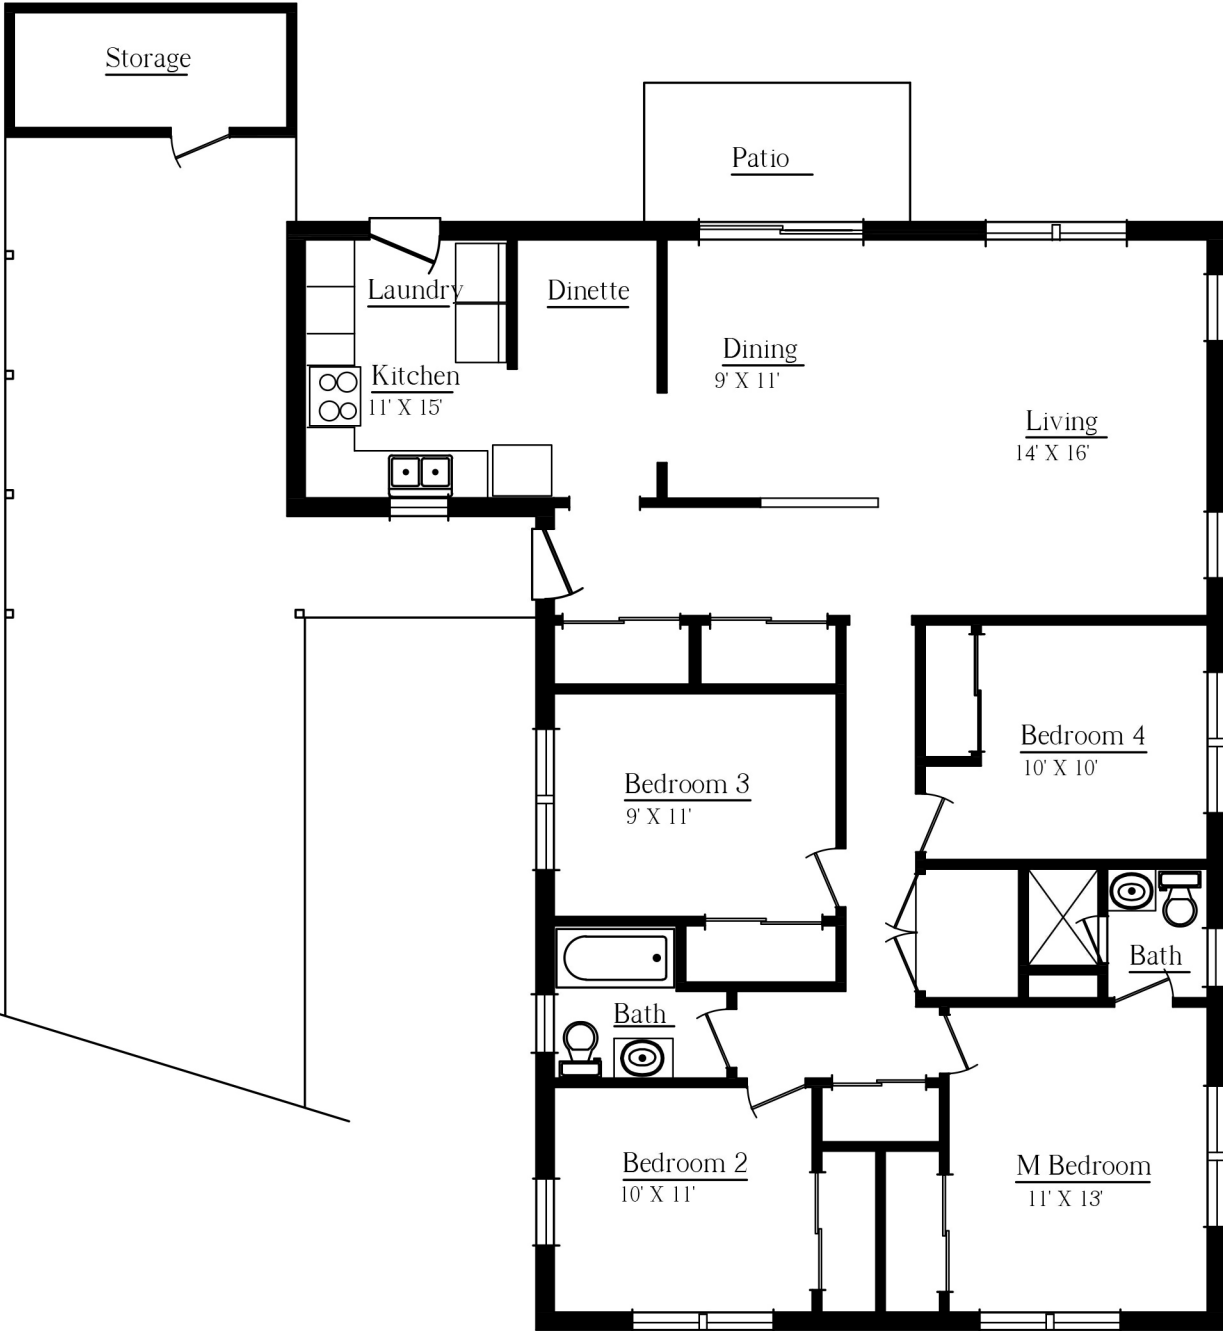 Storage
Patio
Laundry
Dinette
Dining
9' X 11'
Kitchen
11' X 15'
Living
14' X 16'
Bedroom 4
10' X 10'
Bedroom 3
9' X 11'
Bath
Bath
Bedroom 2
10' X 11'
M Bedroom
11' X 13'